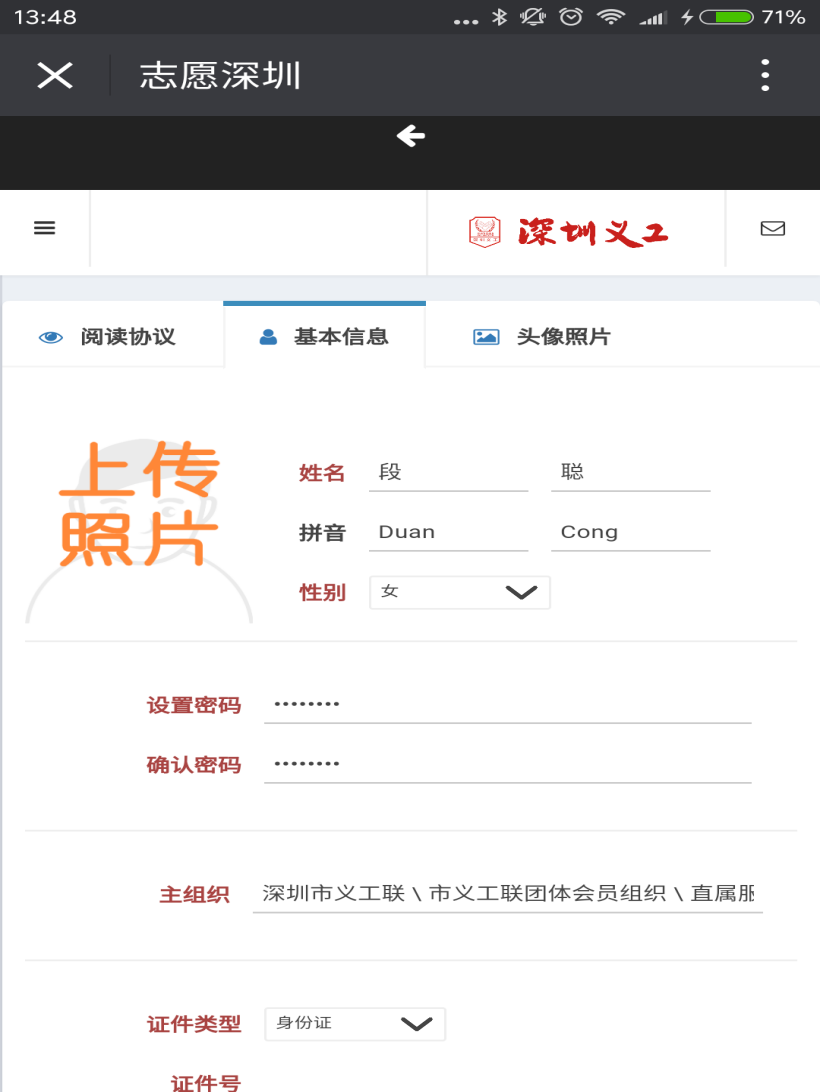 13:48
71%
志愿深圳
深圳义工
阅读协议
基本信息
头像照片
上传
照片
姓名 段 聪
拼音 Duan Cong
性别 女
设置密码 ••••••••
确认密码 ••••••••
主组织 深圳市义工联 \ 市义工联团体会员组织 \ 直属服
证件类型 身份证
证件号